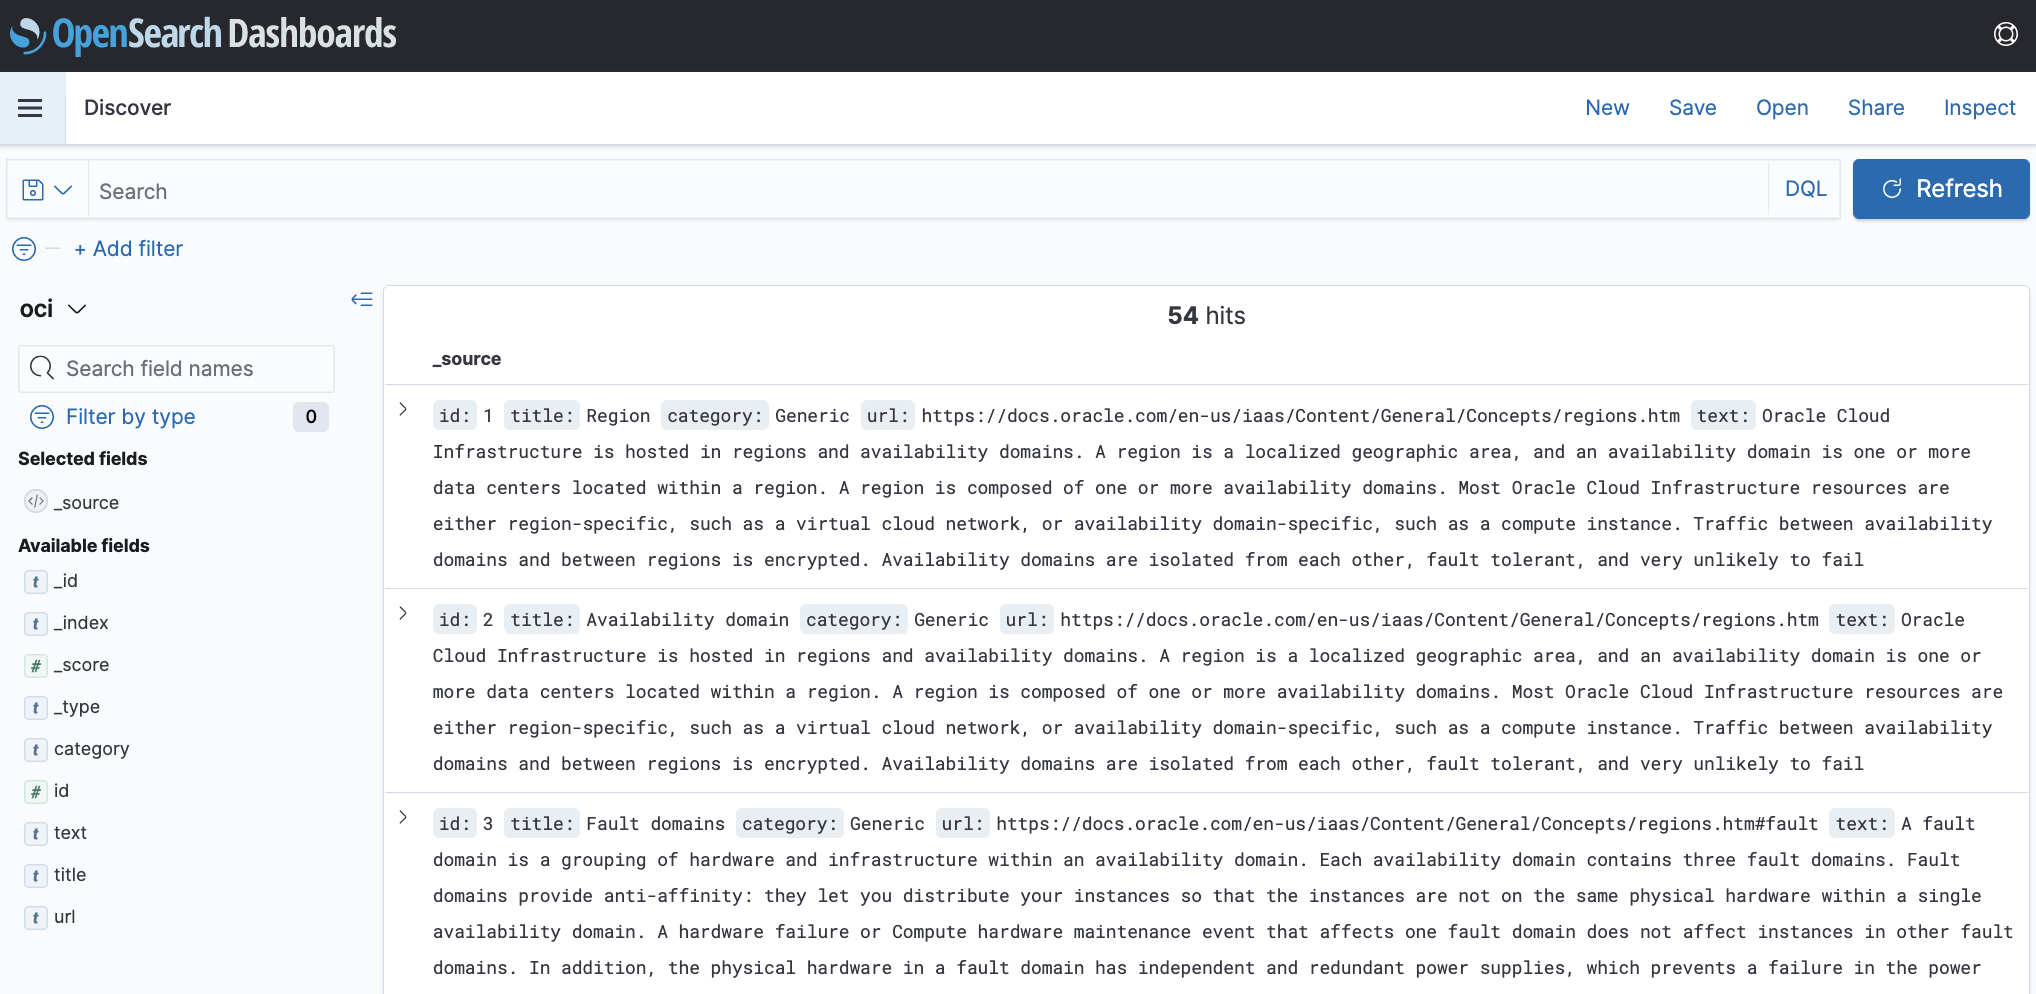 OpenSearch Dashboards
Discover
New Save Open Share Inspect
Search
DQL
Refresh
+ Add filter
oci
Search field names
Filter by type 0
Selected fields
_source
Available fields
t _id
t _index
# _score
t _type
t category
# id
t text
t title
t url
54 hits
_source
id: 1 title: Region category: Generic url: https://docs.oracle.com/en-us/iaas/Content/General/Concepts/regions.htm text: Oracle Cloud
Infrastructure is hosted in regions and availability domains. A region is a localized geographic area, and an availability domain is one or more
data centers located within a region. A region is composed of one or more availability domains. Most Oracle Cloud Infrastructure resources are
either region-specific, such as a virtual cloud network, or availability domain-specific, such as a compute instance. Traffic between availability
domains and between regions is encrypted. Availability domains are isolated from each other, fault tolerant, and very unlikely to fail
id: 2 title: Availability domain category: Generic url: https://docs.oracle.com/en-us/iaas/Content/General/Concepts/regions.htm text: Oracle
Cloud Infrastructure is hosted in regions and availability domains. A region is a localized geographic area, and an availability domain is one or
more data centers located within a region. A region is composed of one or more availability domains. Most Oracle Cloud Infrastructure resources are
either region-specific, such as a virtual cloud network, or availability domain-specific, such as a compute instance. Traffic between availability
domains and between regions is encrypted. Availability domains are isolated from each other, fault tolerant, and very unlikely to fail
id: 3 title: Fault domains category: Generic url: https://docs.oracle.com/en-us/iaas/Content/General/Concepts/regions.htm#fault text: A fault
domain is a grouping of hardware and infrastructure within an availability domain. Each availability domain contains three fault domains. Fault
domains provide anti-affinity: they let you distribute your instances so that the instances are not on the same physical hardware within a single
availability domain. A hardware failure or Compute hardware maintenance event that affects one fault domain does not affect instances in other fault
domains. In addition, the physical hardware in a fault domain has independent and redundant power supplies, which prevents a failure in the power